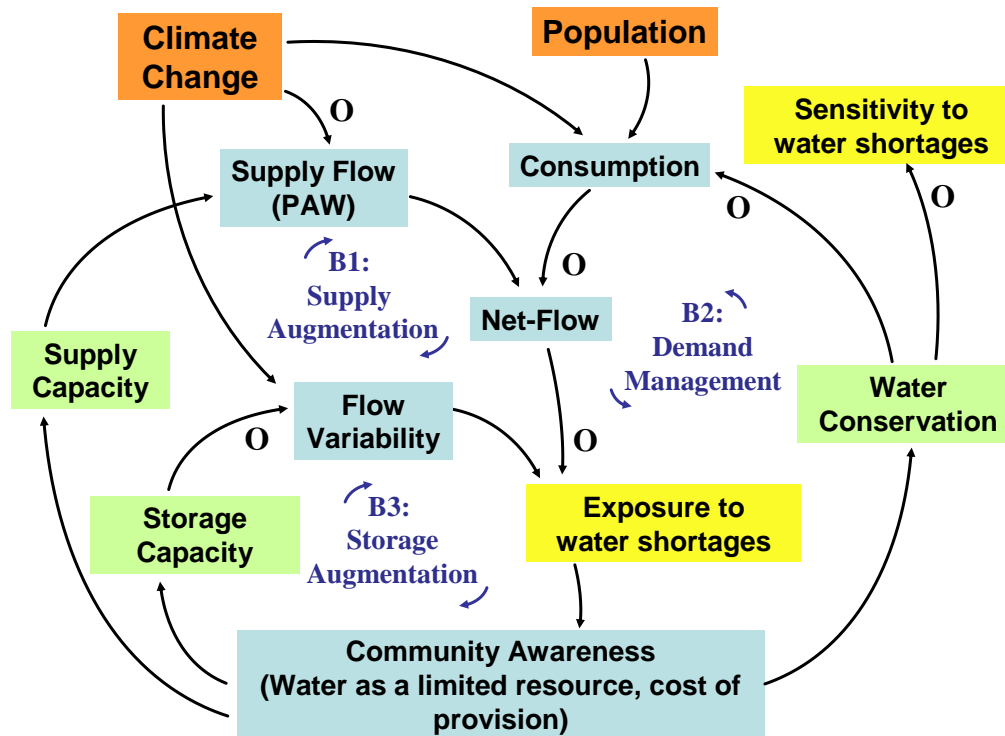 Climate
Change
Population
O
Sensitivity to
water shortages
Supply Flow
(PAW)
Consumption
O
O
B1:
Supply
Augmentation
O
Net-Flow
B2:
Demand
Management
Supply
Capacity
Flow
Variability
Water
Conservation
O
O
B3:
Storage
Augmentation
Storage
Capacity
Exposure to
water shortages
Community Awareness
(Water as a limited resource, cost of
provision)